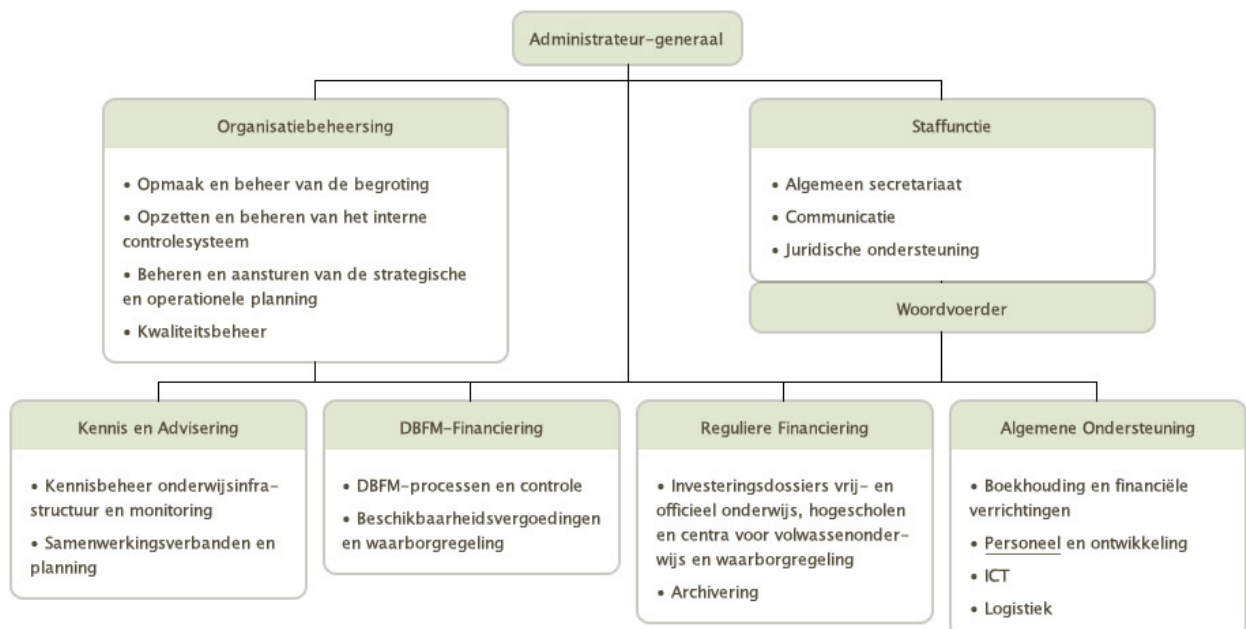 Administrateur-generaal
Organisatiebeheersing
• Opmaak en beheer van de begroting
• Opzetten en beheren van het interne
controlesysteem
• Beheren en aansturen van de strategische
en operationele planning
• Kwaliteitsbeheer
Staffunctie
• Algemeen secretariaat
• Communicatie
• Juridische ondersteuning
Woordvoerder
Kennis en Advisering
• Kennisbeheer onderwijsinfra-
structuur en monitoring
• Samenwerkingsverbanden en
planning
DBFM-Financiering
• DBFM-processen en controle
• Beschikbaarheidsvergoedingen
en waarborgregeling
Reguliere Financiering
• Investeringsdossiers vrij- en
officieel onderwijs, hogescholen
en centra voor volwassenonder-
wijs en waarborgregeling
• Archivering
Algemene Ondersteuning
• Boekhouding en financiële
verrichtingen
• Personeel en ontwikkeling
• ICT
• Logistiek